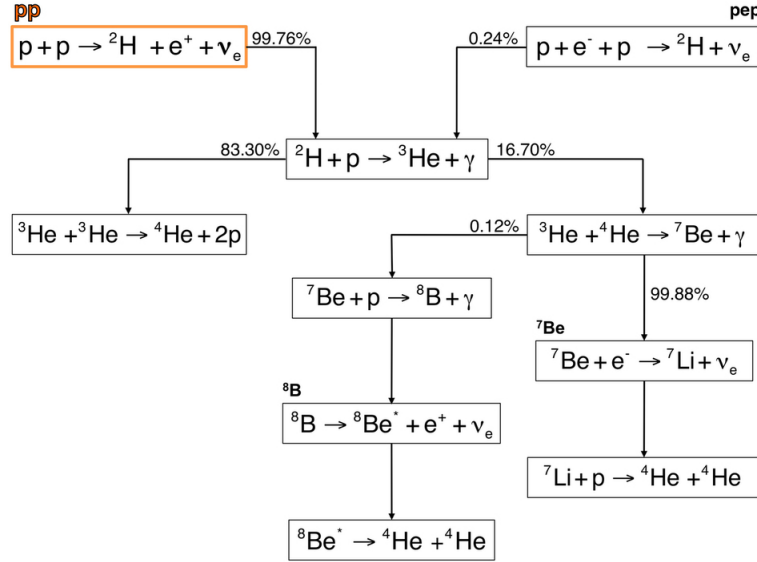 pp
pep
p + p → ²H + e⁺ + νₑ
99.76%
0.24%
p + e⁻ + p → ²H + νₑ
83.30%
²H + p → ³He + γ
16.70%
³He + ³He → ⁴He + 2p
0.12%
³He + ⁴He → ⁷Be + γ
⁷Be + p → ⁸B + γ
99.88%
⁷Be
⁷Be + e⁻ → ⁷Li + νₑ
⁸B
⁸B → ⁸Be* + e⁺ + νₑ
⁷Li + p → ⁴He + ⁴He
⁸Be* → ⁴He + ⁴He